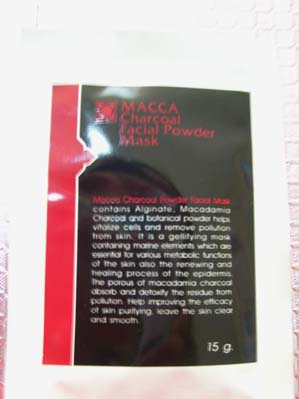 MACCA
Charcoal
Facial Powder
Mask
Macca Charcoal Powder Facial Mask
contains Alginate, Macadamia
Charcoal and botanical powder helps
vitalize cells and remove pollution
from skin. It is a gellifying mask
containing marine elements which are
essential for various metabolic functions
of the skin also the renewing and
healing process of the epidermis.
The porous of macadamia charcoal
absorb and detoxify the residue from
pollution. Help improving the efficacy
of skin purifying, leave the skin clear
and smooth.
15 g.